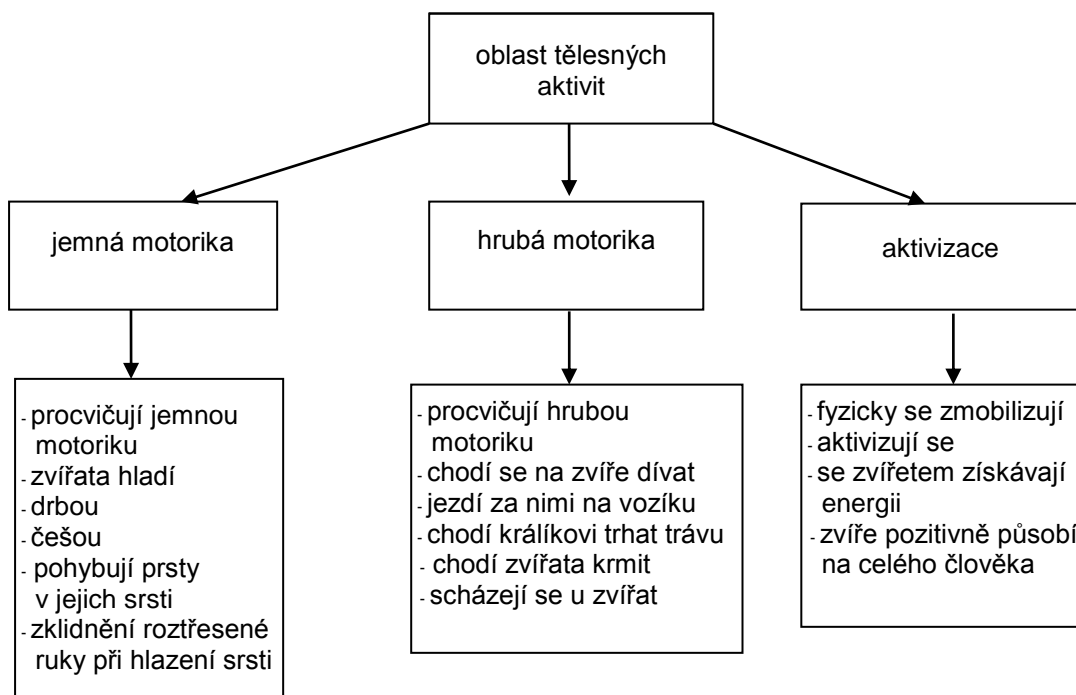 oblast tělesných
aktivit
jemná motorika
hrubá motorika
aktivizace
- procvičují jemnou
motoriku
- zvířata hladí
- drbou
- češou
- pohybují prsty
v jejich srsti
- zklidnění roztřesené
ruky při hlazení srsti
- procvičují hrubou
motoriku
- chodí se na zvíře dívat
- jezdí za nimi na vozíku
- chodí králíkovi trhat trávu
- chodí zvířata krmit
- scházejí se u zvířat
- fyzicky se zmobilizují
- aktivizují se
- se zvířetem získávají
energii
- zvíře pozitivně působí
na celého člověka